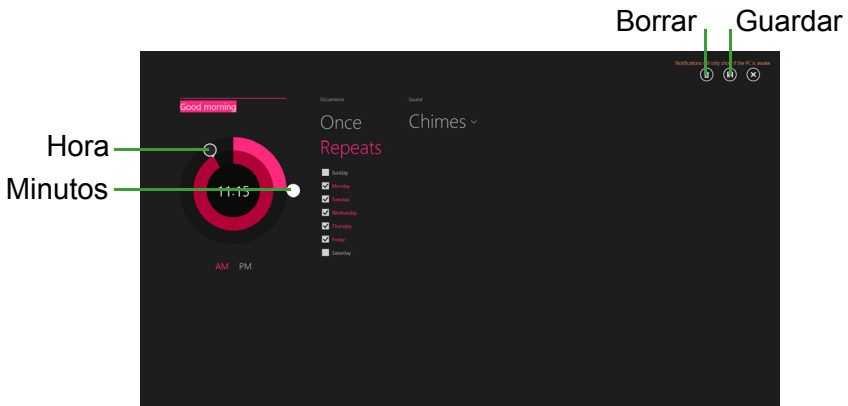 Borrar Guardar
Notifications will only show if the PC is awake.
Good morning
Occurrence Sound
Once Chimes
Repeats
Hora
Sunday
Monday
Minutos
11:15
Tuesday
Wednesday
Thursday
Friday
Saturday
AM PM